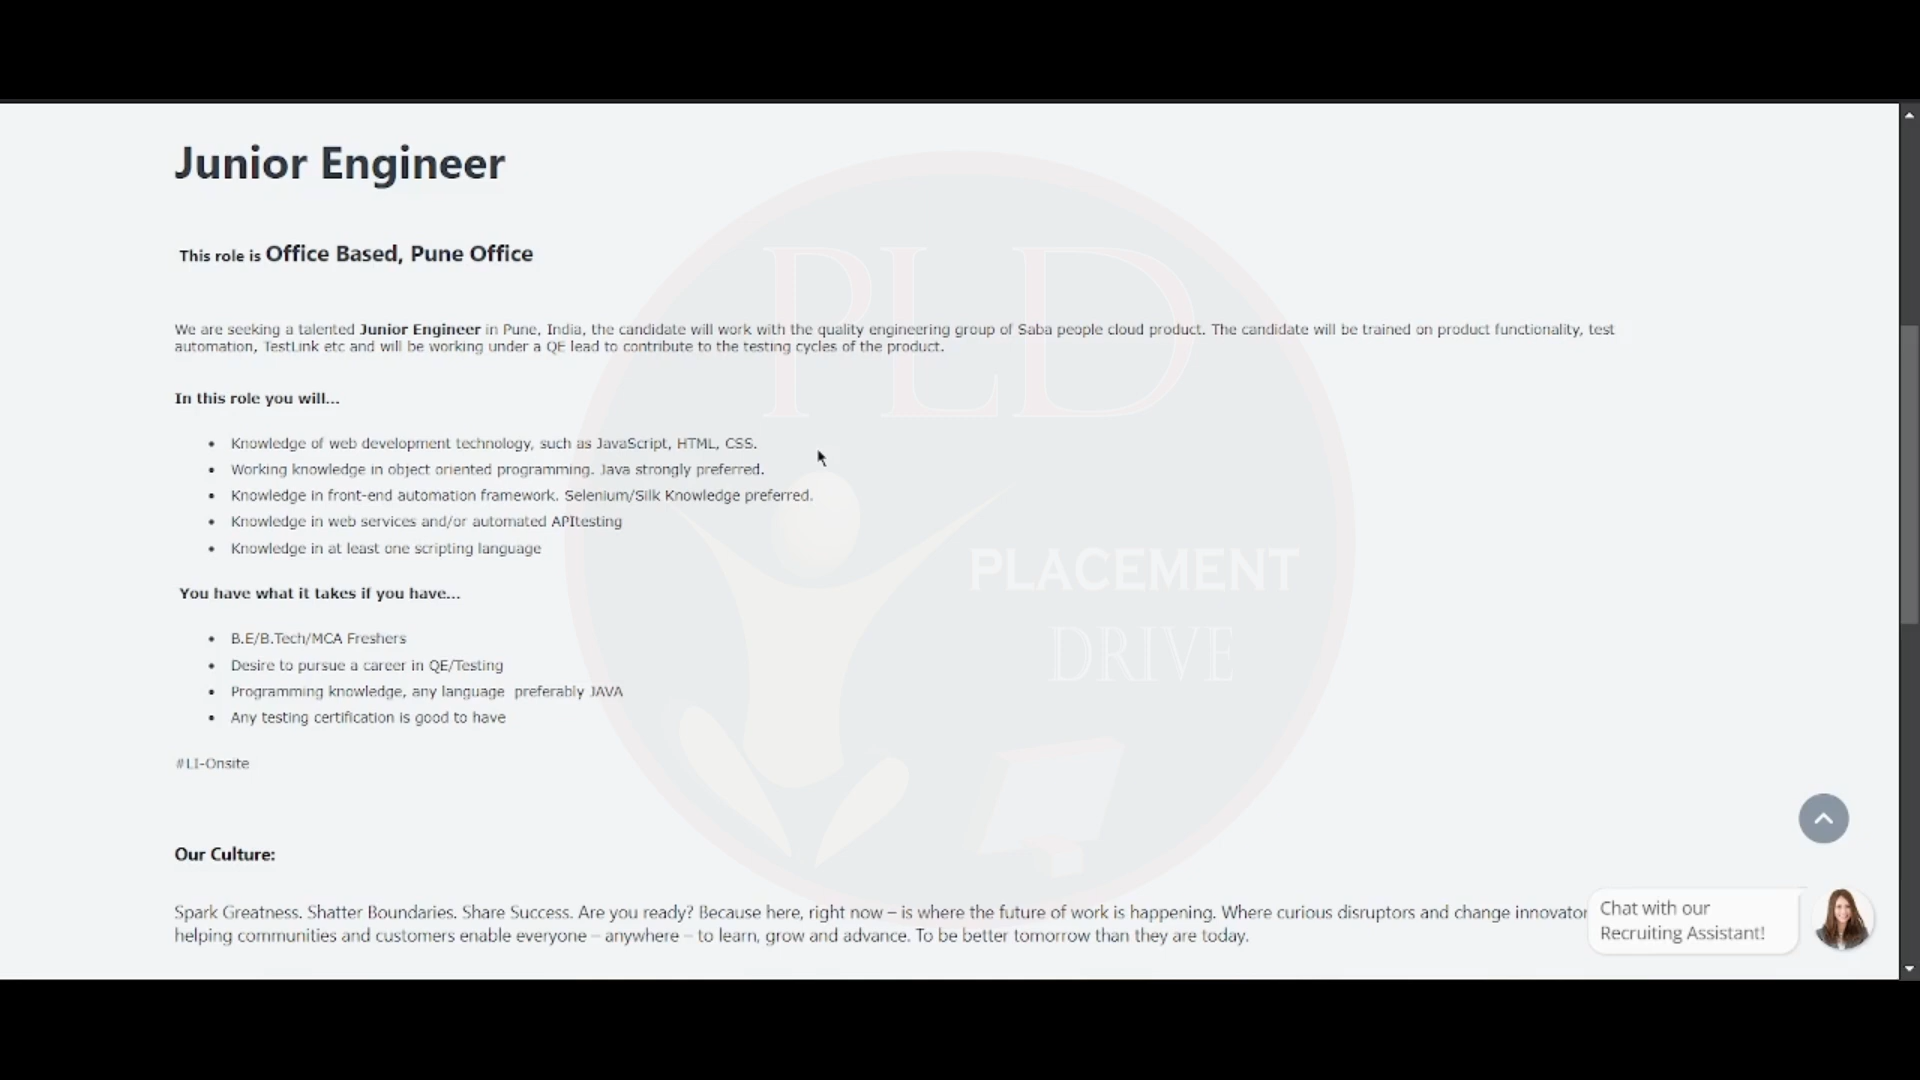 Junior Engineer
This role is Office Based, Pune Office
We are seeking a talented Junior Engineer in Pune, India, the candidate will work with the quality engineering group of Saba people cloud product. The candidate will be trained on product functionality, test
automation, TestLink etc and will be working under a QE lead to contribute to the testing cycles of the product.
In this role you will...
• Knowledge of web development technology, such as JavaScript, HTML, CSS.
• Working knowledge in object oriented programming. Java strongly preferred.
• Knowledge in front-end automation framework. Selenium/Silk Knowledge preferred.
• Knowledge in web services and/or automated APItesting
• Knowledge in at least one scripting language
You have what it takes if you have...
• B.E/B.Tech/MCA Freshers
• Desire to pursue a career in QE/Testing
• Programming knowledge, any language  preferably JAVA
• Any testing certification is good to have
#LI-Onsite
Our Culture:
Spark Greatness. Shatter Boundaries. Share Success. Are you ready? Because here, right now – is where the future of work is happening. Where curious disruptors and change innovator
helping communities and customers enable everyone – anywhere – to learn, grow and advance. To be better tomorrow than they are today.
Chat with our
Recruiting Assistant!
PLD
PLACEMENT
DRIVE